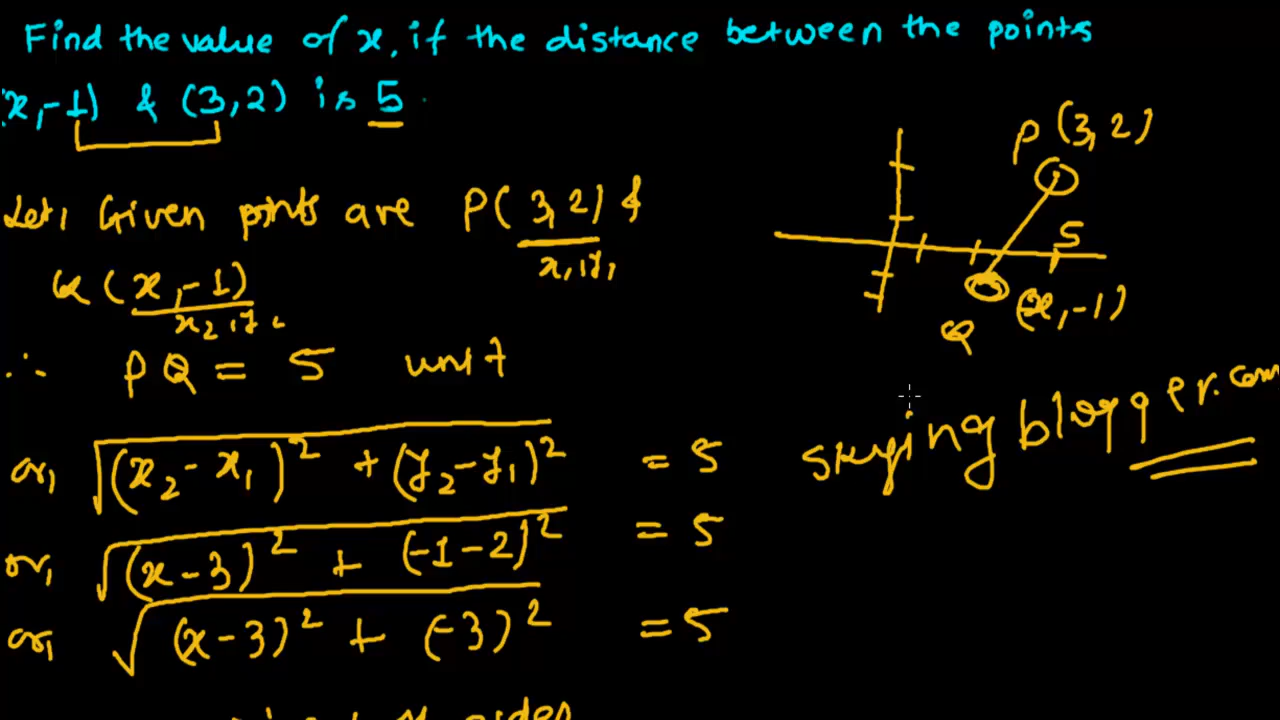 Find the value of x, if the distance between the points
x,-1) & (3,2) is 5
Let, Given points are P(3,2) &
x₁,y₁
Q(x,-1)
x₂,y₂
∴ PQ = 5 unit
or, √(x₂-x₁)² + (y₂-y₁)² = 5
or, √(x-3)² + (-1-2)² = 5
or, √(x-3)² + (-3)² = 5
P(3,2)
5
Q (x,-1)
blogger.com